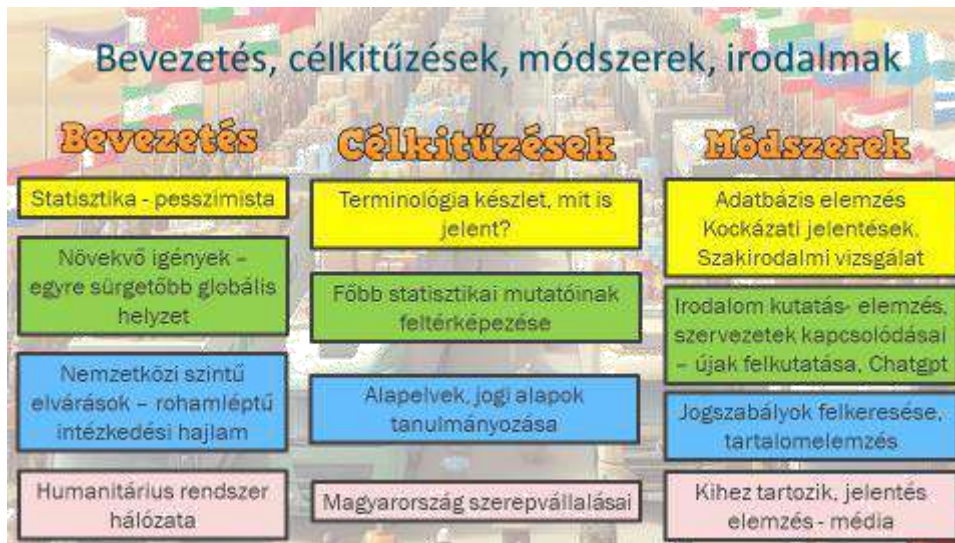 Bevezetés, célkitűzések, módszerek, irodalmak
Bevezetés
Statisztika - pesszimista
Növekvő igények –
egyre sürgetőbb globális
helyzet
Nemzetközi szintű
elvárások – rohamléptű
intézkedési hajlam
Humanitárius rendszer
hálózata
Célkitűzések
Terminológia készlet, mit is
jelent?
Főbb statisztikai mutatóinak
feltérképezése
Alapelvek, jogi alapok
tanulmányozása
Magyarország szerepvállalásai
Módszerek
Adatbázis elemzés
Kockázati jelentések,
Szakirodalmi vizsgálat
Irodalom kutatás- elemzés,
szervezetek kapcsolódásai
– újak felkutatása, Chatgpt
Jogszabályok felkeresése,
tartalomelemzés
Kihez tartozik, jelentés
elemzés - média